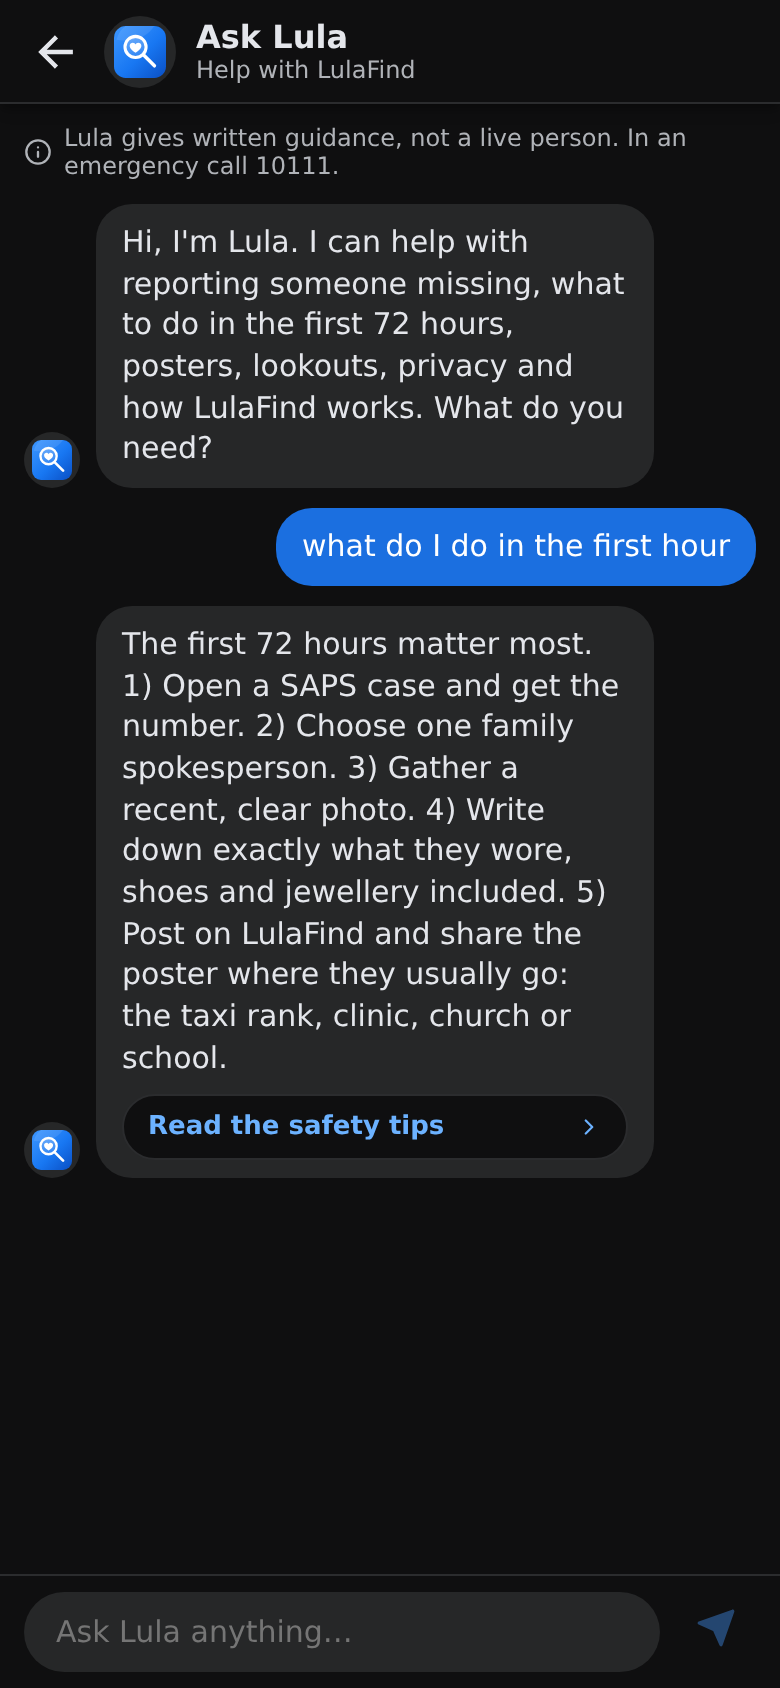 Ask Lula
Help with LulaFind
Lula gives written guidance, not a live person. In an
emergency call 10111.
Hi, I'm Lula. I can help with
reporting someone missing, what
to do in the first 72 hours,
posters, lookouts, privacy and
how LulaFind works. What do you
need?
what do I do in the first hour
The first 72 hours matter most.
1) Open a SAPS case and get the
number. 2) Choose one family
spokesperson. 3) Gather a
recent, clear photo. 4) Write
down exactly what they wore,
shoes and jewellery included. 5)
Post on LulaFind and share the
poster where they usually go:
the taxi rank, clinic, church or
school.
Read the safety tips
Ask Lula anything...